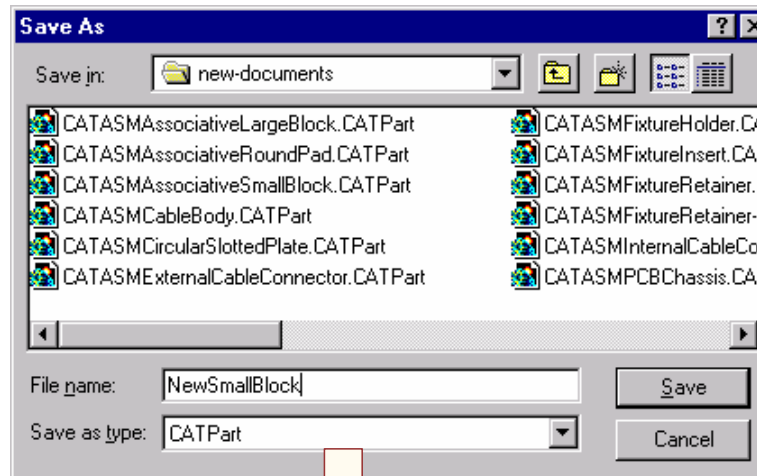 Save As
Save in: new-documents
CATASMAssociativeLargeBlock.CATPart CATASMFixtureHolder.CA
CATASMAssociativeRoundPad.CATPart CATASMFixtureInsert.CA
CATASMAssociativeSmallBlock.CATPart CATASMFixtureRetainer.
CATASMCableBody.CATPart CATASMFixtureRetainer-
CATASMCircularSlottedPlate.CATPart CATASMInternalCableCo
CATASMExternalCableConnector.CATPart CATASMPCBChassis.CA
File name: NewSmallBlock Save
Save as type: CATPart Cancel